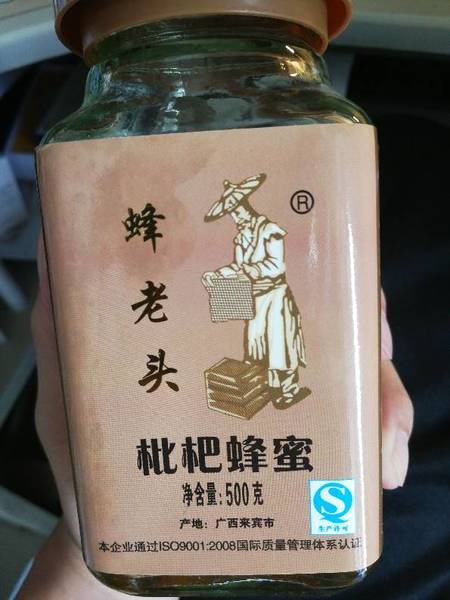 ®
蜂老头
枇杷蜂蜜
净含量:500克
产地:广西来宾市
生产许可
本企业通过ISO9001:2008国际质量管理体系认证